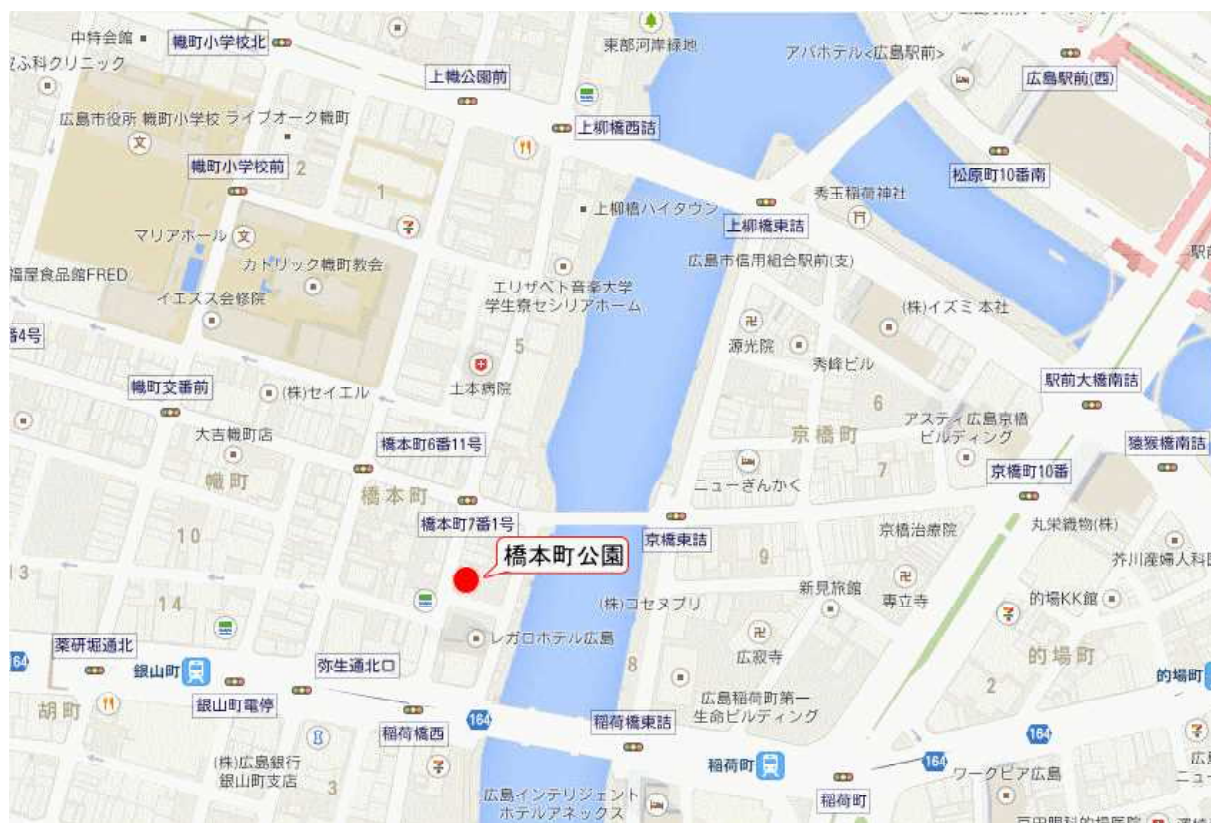 中特会館
幟町小学校北
東部河岸緑地
アパホテル<広島駅前>
ふ科クリニック
上幟公園前
広島駅前(西)
広島市役所 幟町小学校
ライブオーク幟町
上柳橋西詰
幟町小学校前
2
1
松原町10番南
秀玉稲荷神社
上柳橋ハイタウン
上柳橋東詰
マリアホール
カトリック幟町教会
広島市信用組合駅前(支)
福屋食品館FRED
イエズス会修院
エリザベト音楽大学
学生寮セシリアホーム
(株)イズミ 本社
番4号
5
源光院
秀峰ビル
幟町交番前
(株)セイエル
土本病院
駅前大橋南詰
大吉幟町店
橋本町6番11号
6
アスティ広島京橋
ビルディング
京橋町
猿猴橋南詰
幟町
橋本町
ニューぎんかく
7
京橋町10番
橋本町7番1号
京橋東詰
京橋治療院
丸栄織物(株)
10
橋本町公園
9
芥川産婦人科医
13
14
(株)コセヌプリ
新見旅館
専立寺
的場KK館
薬研堀通北
レガロホテル広島
広寂寺
164
銀山町
弥生通北口
8
的場町
的場町
銀山町電停
2
胡町
稲荷橋西
164
稲荷橋東詰
広島稲荷町第一
生命ビルディング
164
(株)広島銀行
銀山町支店
3
稲荷町
164
ワークピア広島
広島インテリジェント
ホテルアネックス
稲荷町